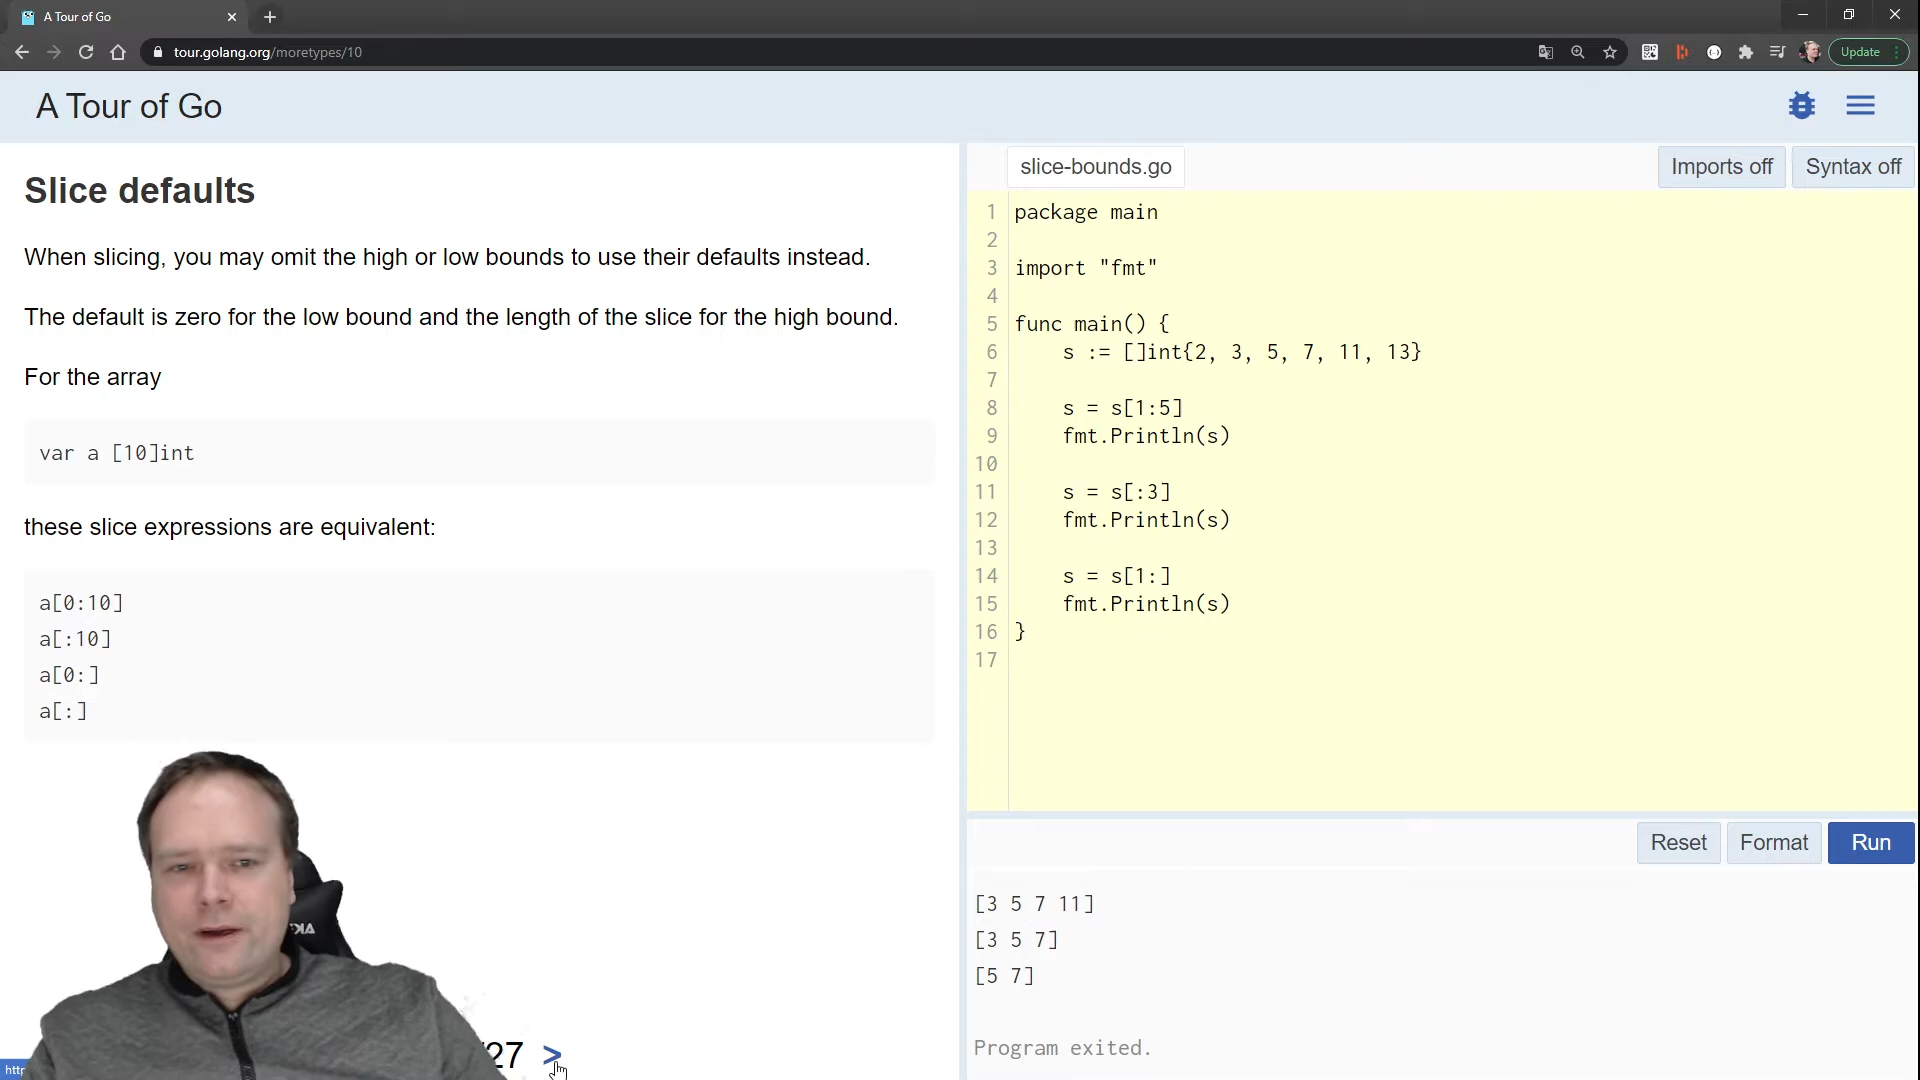 A Tour of Go
tour.golang.org/moretypes/10
Update
A Tour of Go
Slice defaults
When slicing, you may omit the high or low bounds to use their defaults instead.
The default is zero for the low bound and the length of the slice for the high bound.
For the array
var a [10]int
these slice expressions are equivalent:
a[0:10]
a[:10]
a[0:]
a[:]
27 >
slice-bounds.go
Imports off
Syntax off
1 package main
2
3 import "fmt"
4
5 func main() {
6 s := []int{2, 3, 5, 7, 11, 13}
7
8 s = s[1:5]
9 fmt.Println(s)
10
11 s = s[:3]
12 fmt.Println(s)
13
14 s = s[1:]
15 fmt.Println(s)
16 }
17
Reset
Format
Run
[3 5 7 11]
[3 5 7]
[5 7]
Program exited.